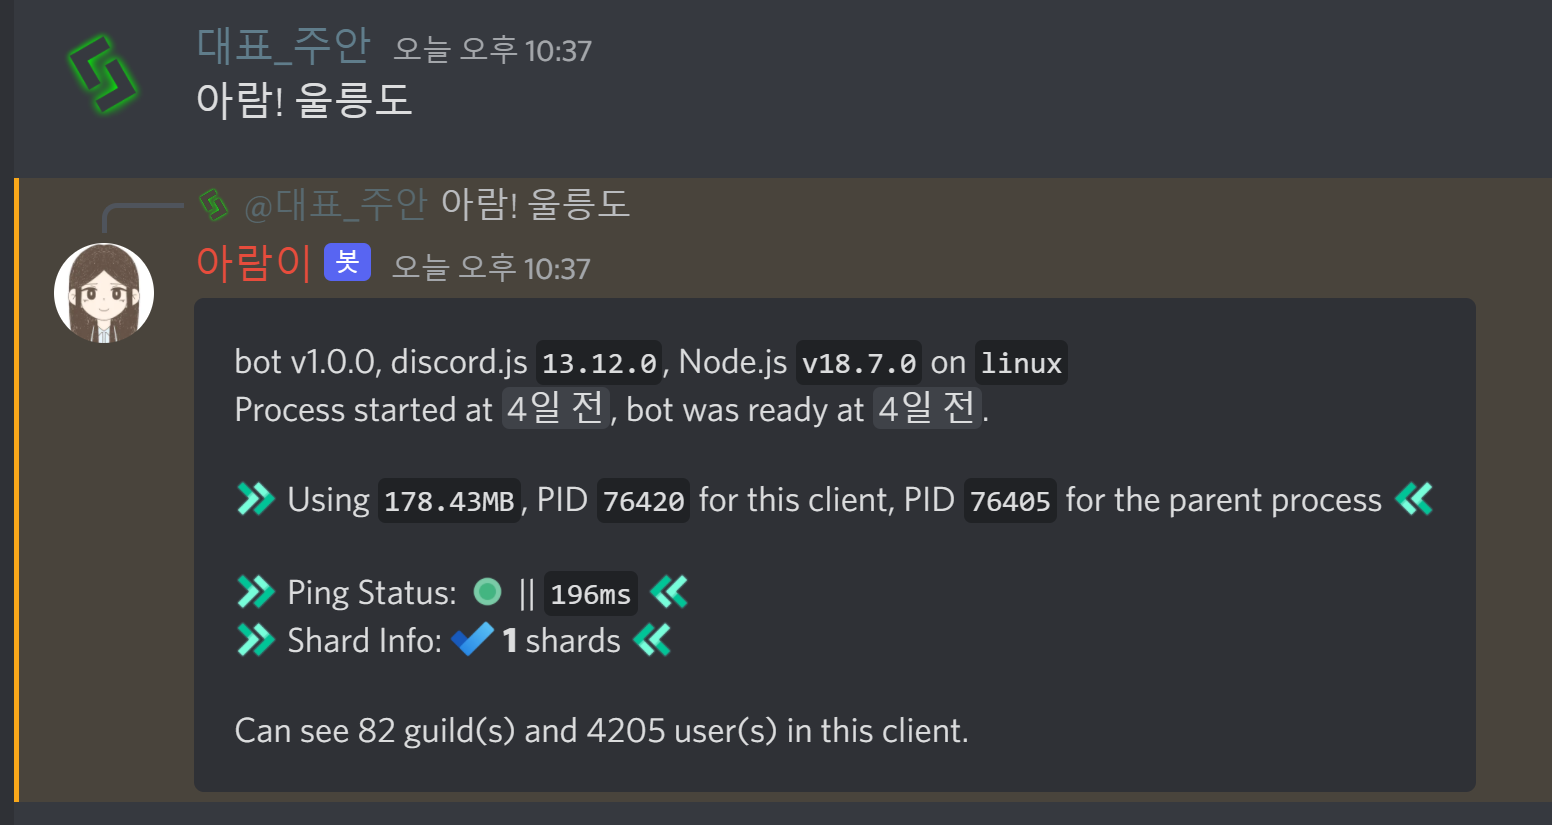 대표_주안 오늘 오후 10:37
아람! 울릉도
@대표_주안 아람! 울릉도
아람이 봇 오늘 오후 10:37
bot v1.0.0, discord.js 13.12.0, Node.js v18.7.0 on linux
Process started at 4일 전, bot was ready at 4일 전.
Using 178.43MB, PID 76420 for this client, PID 76405 for the parent process
Ping Status: || 196ms
Shard Info: 1 shards
Can see 82 guild(s) and 4205 user(s) in this client.